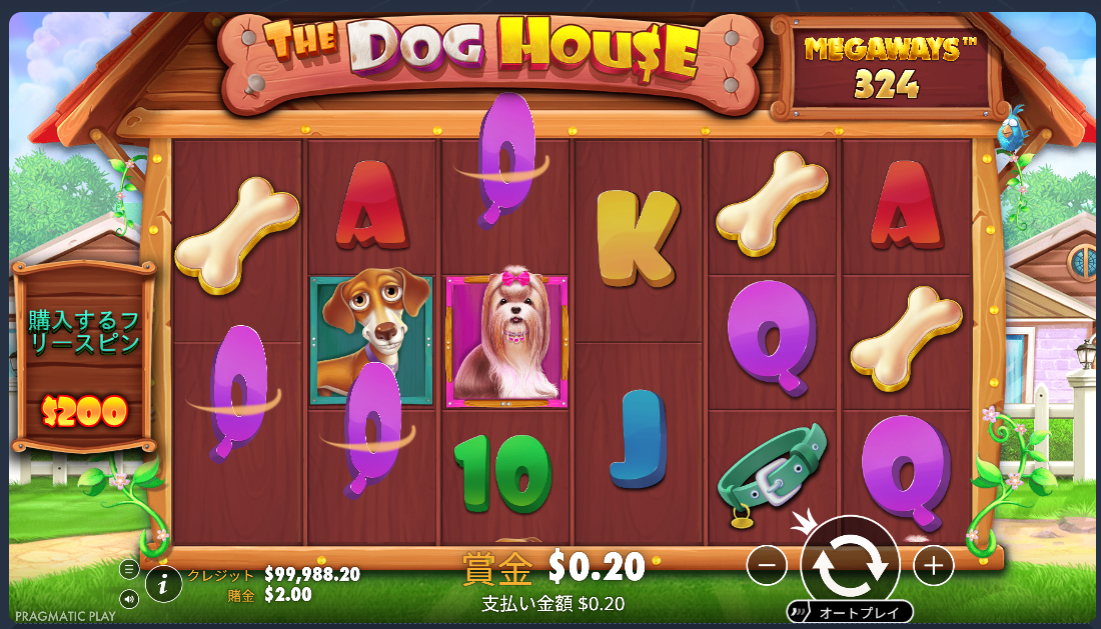 THE DOG HOU$E
MEGAWAYS™
324
Q
A
K
A
Q
Q
Q
10
J
Q
購入するフ
リースピン
$200
クレジット $99,988.20
賭金 $2.00
賞金 $0.20
支払い金額 $0.20
i
オートプレイ
PRAGMATIC PLAY